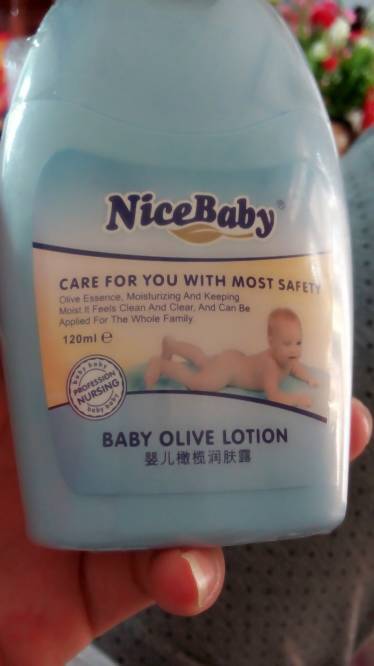 NiceBaby®
CARE FOR YOU WITH MOST SAFETY
Olive Essence, Moisturizing And Keeping
Moist.It Feels Clean And Clear, And Can Be
Applied For The Whole Family.
120ml ℮
baby baby
PROFESSION
NURSING
baby baby
BABY OLIVE LOTION
婴儿橄榄润肤露